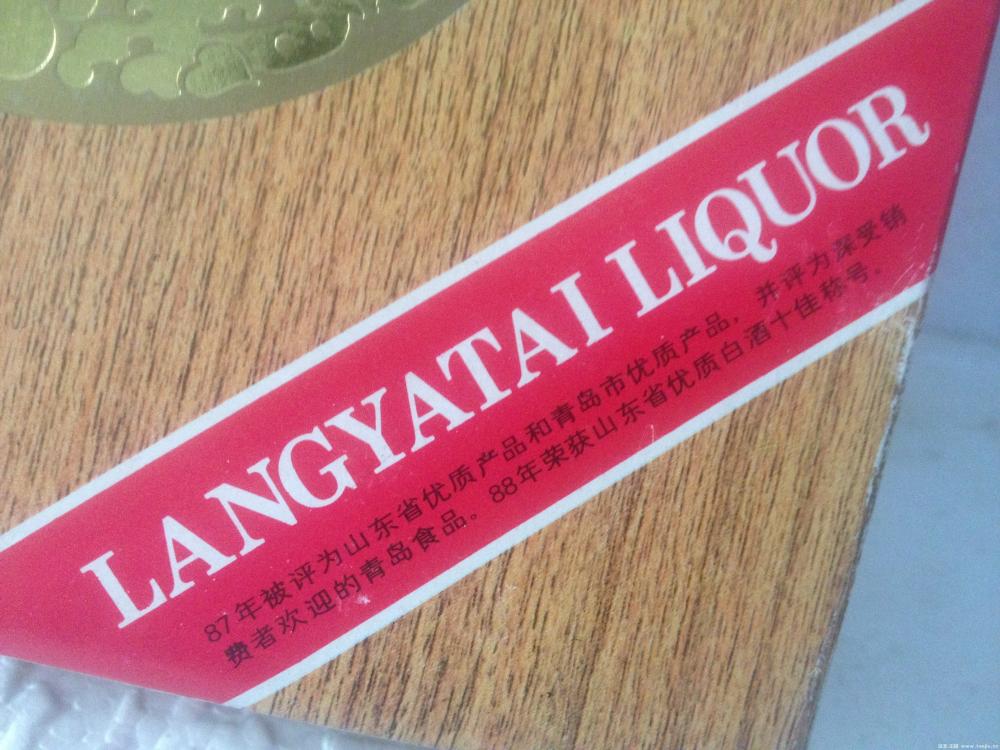 LANGYATAI LIQUOR
87年被评为山东省优质产品和青岛市优质产品，并评为深受销
费者欢迎的青岛食品。88年荣获山东省优质白酒十佳称号.